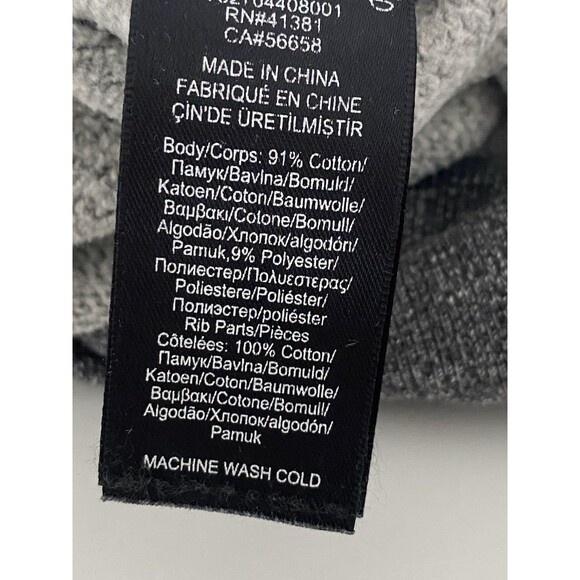 RN#41381
CA#56658
MADE IN CHINA
FABRIQUÉ EN CHINE
ÇİN'DE ÜRETİLMİŞTİR
Body/Corps: 91% Cotton/
Памук/Bavlna/Bomuld/
Katoen/Coton/Baumwolle/
Βαμβακι/Cotone/Bomull/
Algodão/Хлопок/algodón/
Pamuk,9% Polyester/
Полиестер/Πολυεστερας/
Poliestere/Poliéster/
Полиэстер/poliéster
Rib Parts/Pièces
Côtelées: 100% Cotton/
Памук/Bavlna/Bomuld/
Katoen/Coton/Baumwolle/
Βαμβακι/Cotone/Bomull/
Algodão/Хлопок/algodón/
Pamuk
MACHINE WASH COLD